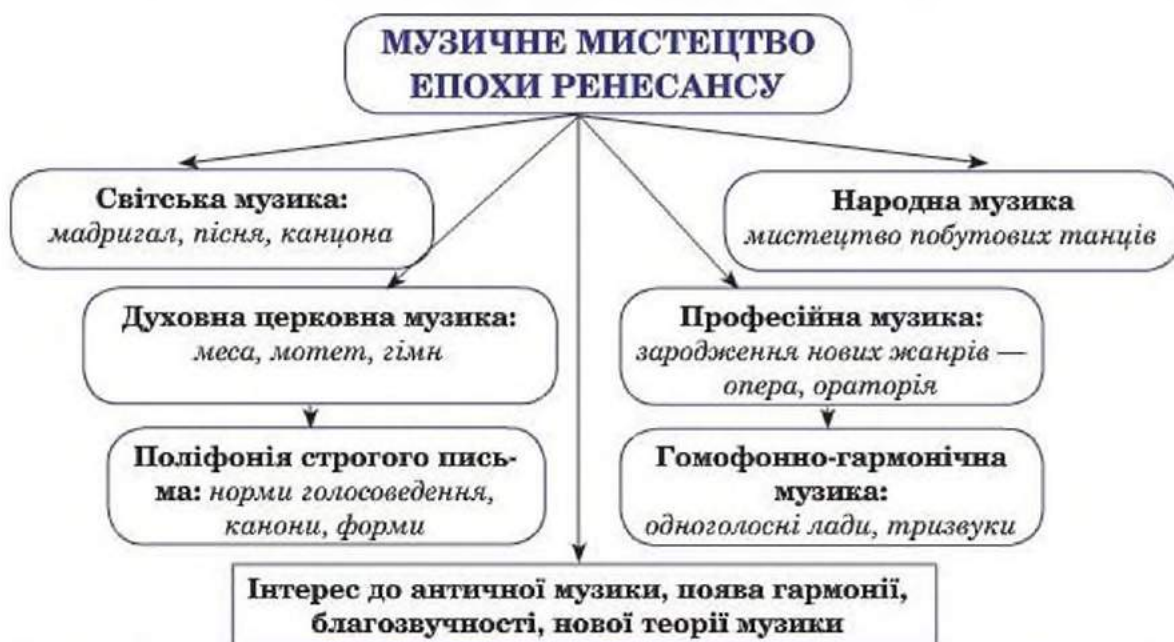 МУЗИЧНЕ МИСТЕЦТВО
ЕПОХИ РЕНЕСАНСУ
Світська музика:
мадригал, пісня, канцона
Народна музика
мистецтво побутових танців
Духовна церковна музика:
меса, мотет, гімн
Професійна музика:
зародження нових жанрів —
опера, ораторія
Поліфонія строгого пись-
ма: норми голосоведення,
канони, форми
Гомофонно-гармонічна
музика:
одноголосні лади, тризвуки
Інтерес до античної музики, поява гармонії,
благозвучності, нової теорії музики